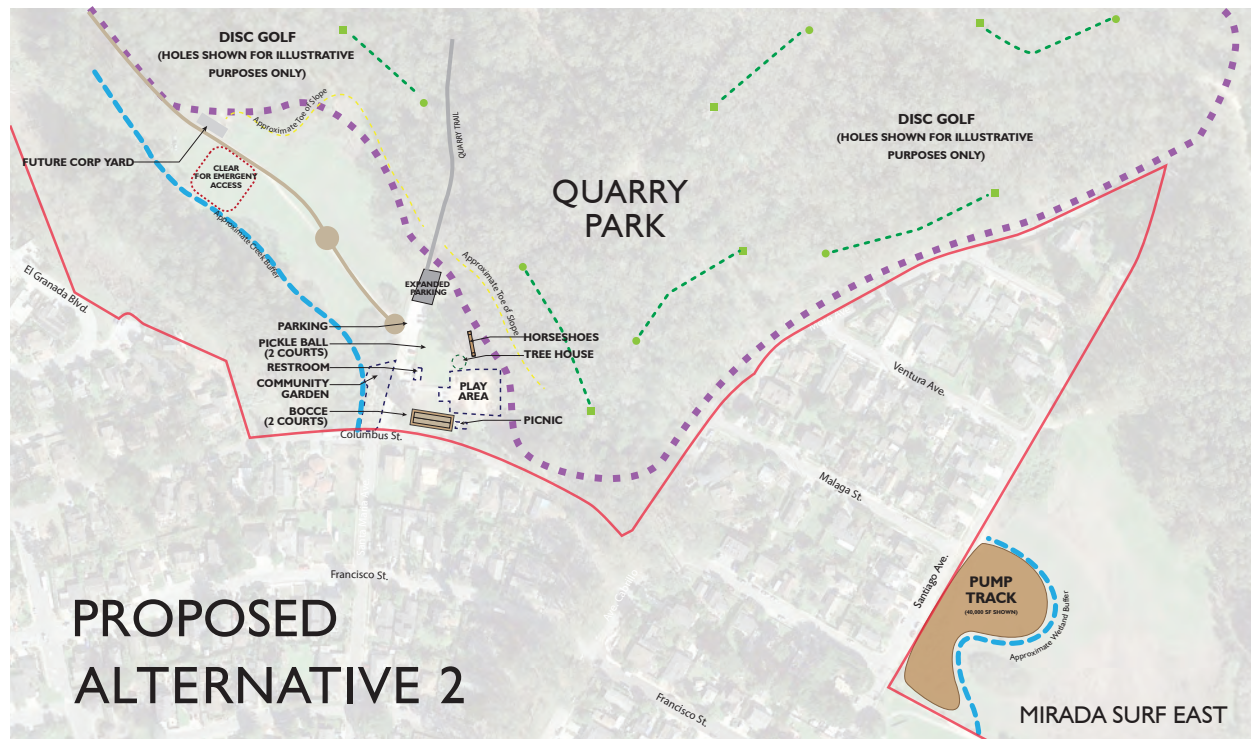 DISC GOLF
(HOLES SHOWN FOR ILLUSTRATIVE
PURPOSES ONLY)
Approximate Toe of Slope
QUARRY TRAIL
DISC GOLF
(HOLES SHOWN FOR ILLUSTRATIVE
PURPOSES ONLY)
FUTURE CORP YARD
CLEAR
FOR EMERGENT
ACCESS
QUARRY
PARK
Approximate Creek Buffer
El Granada Blvd.
EXPANDED
PARKING
Approximate Toe of Slope
PARKING
PICKLE BALL
(2 COURTS)
RESTROOM
COMMUNITY
GARDEN
BOCCE
(2 COURTS)
HORSESHOES
TREE HOUSE
PLAY
AREA
PICNIC
Columbus St.
Ventura Ave.
Malaga St.
Francisco St.
Santiago Ave.
PUMP
TRACK
(40,000 SF SHOWN)
Approximate Wetland Buffer
PROPOSED
ALTERNATIVE 2
Francisco St.
MIRADA SURF EAST